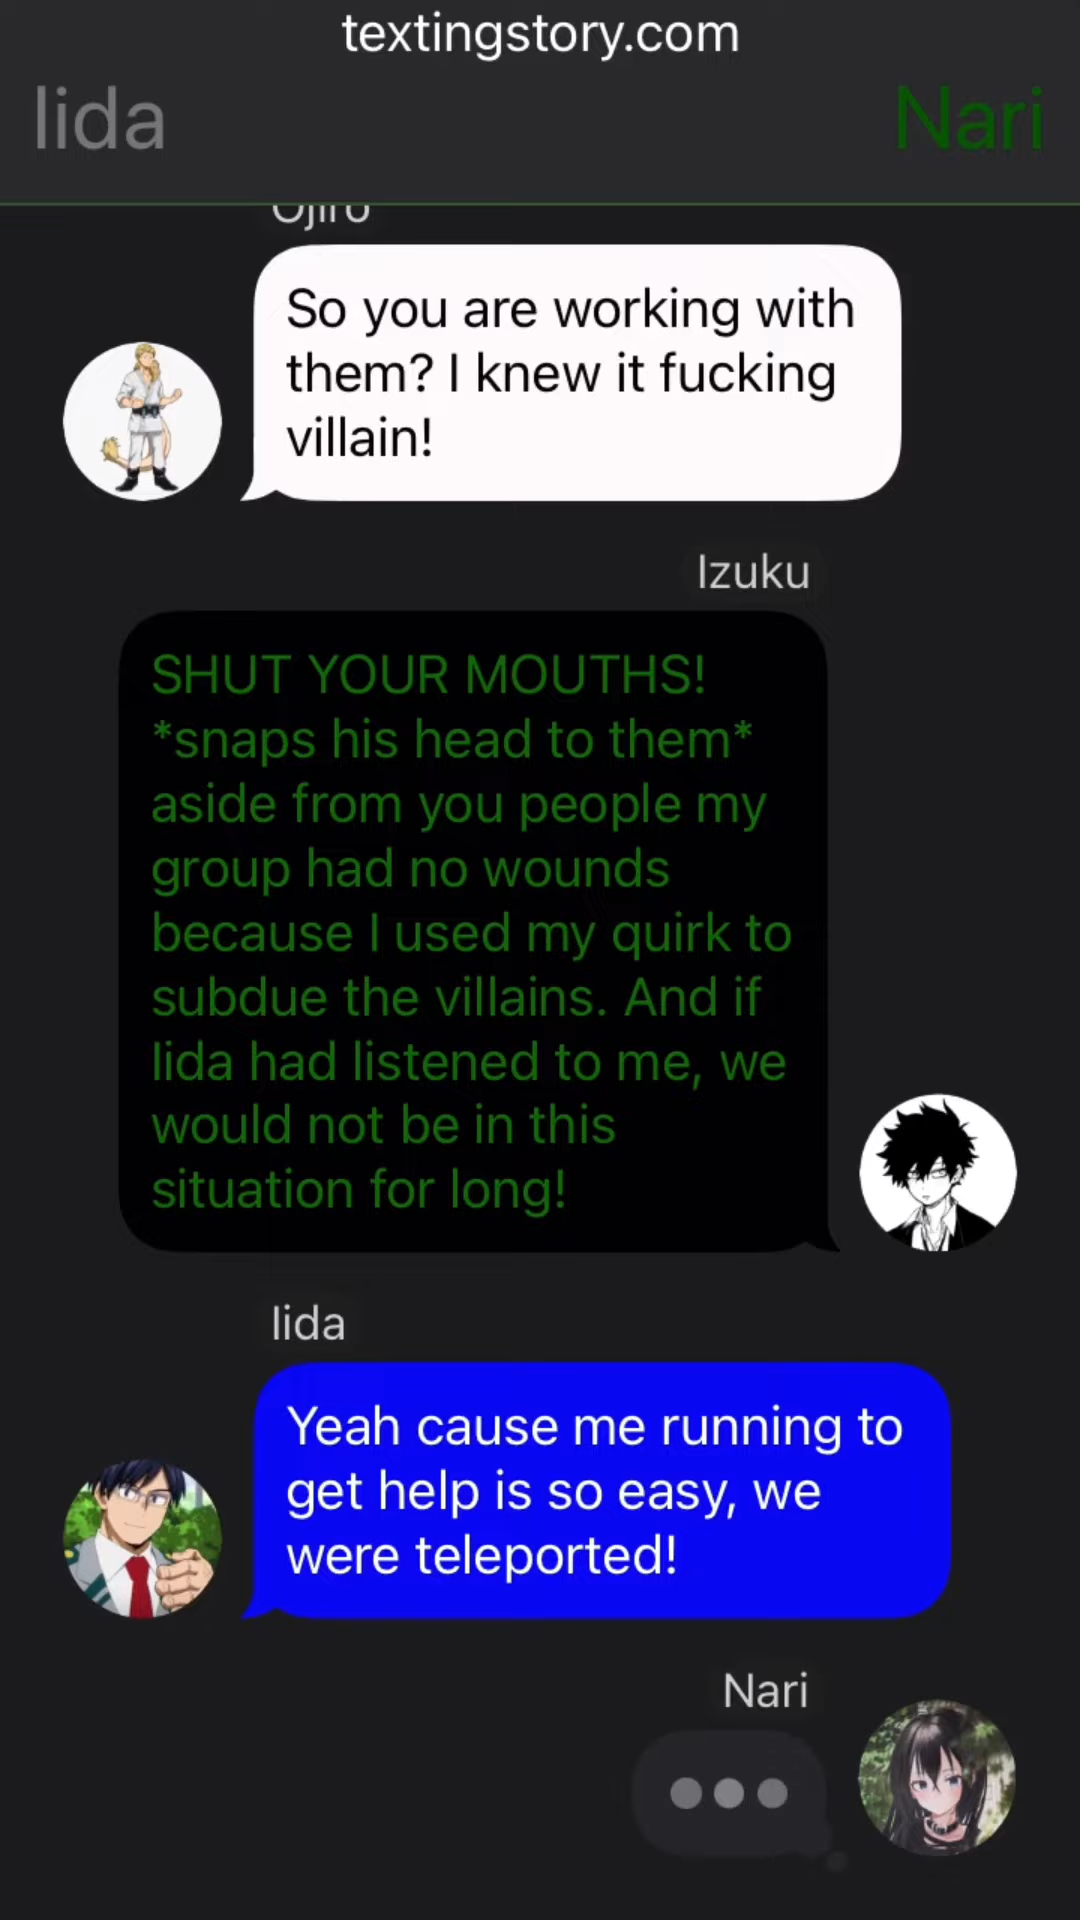 textingstory.com
Iida
Nari
Ojiro
So you are working with
them? I knew it fucking
villain!
Izuku
SHUT YOUR MOUTHS!
*snaps his head to them*
aside from you people my
group had no wounds
because I used my quirk to
subdue the villains. And if
Iida had listened to me, we
would not be in this
situation for long!
Iida
Yeah cause me running to
get help is so easy, we
were teleported!
Nari